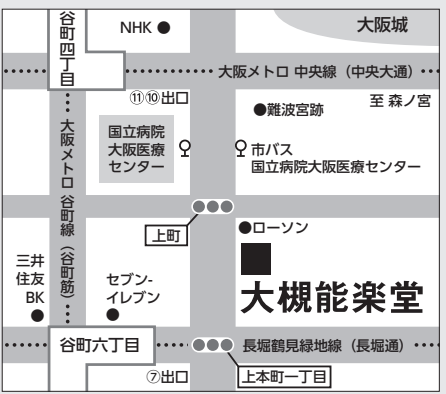 谷町四丁目
NHK ●
大阪城
大阪メトロ 中央線（中央大通）
至 森ノ宮
⑪⑩出口
●難波宮跡
国立病院
大阪医療
センター
市バス
国立病院大阪医療センター
大阪メトロ 谷町線（谷町筋）
上町
●ローソン
三井
住友
BK
●
セブン-
イレブン
●
大槻能楽堂
谷町六丁目
長堀鶴見緑地線（長堀通）
⑦出口
上本町一丁目